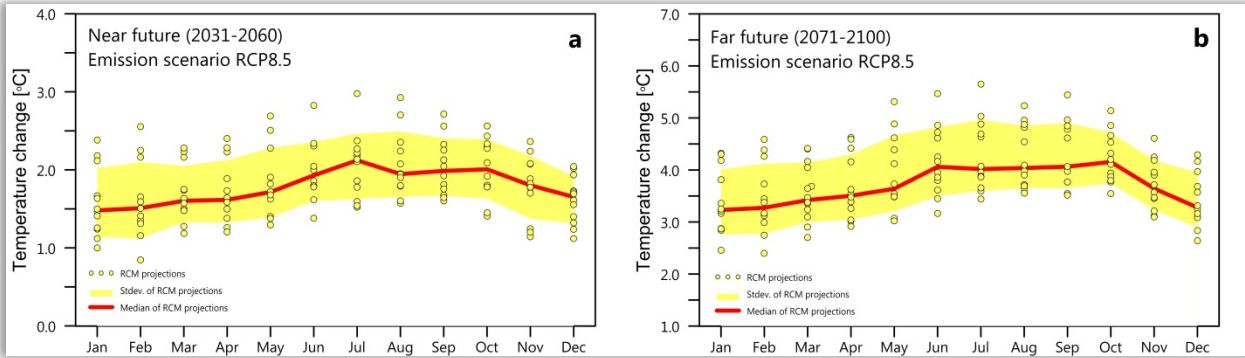 4.0
Near future (2031-2060)
a
Emission scenario RCP8.5
3.0
2.0
1.0
0.0
Temperature change [°C]
RCM projections
Stdev. of RCM projections
Median of RCM projections
Jan Feb Mar Apr May Jun Jul Aug Sep Oct Nov Dec
7.0
Far future (2071-2100)
b
Emission scenario RCP8.5
6.0
5.0
4.0
3.0
2.0
1.0
Temperature change [°C]
RCM projections
Stdev. of RCM projections
Median of RCM projections
Jan Feb Mar Apr May Jun Jul Aug Sep Oct Nov Dec